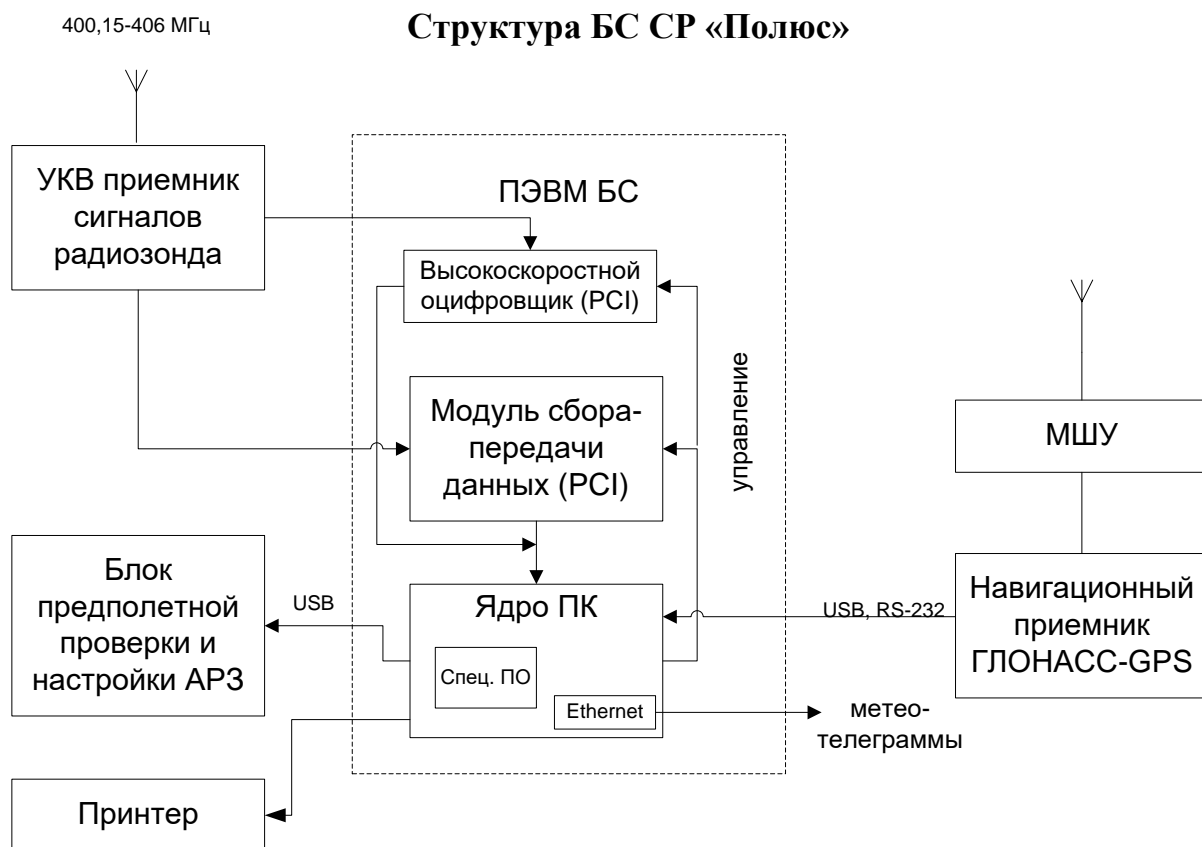 400,15-406 МГц
Структура БС СР «Полюс»
УКВ приемник
сигналов
радиозонда
ПЭВМ БС
Высокоскоростной
оцифровщик (PCI)
Модуль сбора-
передачи
данных (PCI)
управление
МШУ
Блок
предполетной
проверки и
настройки АРЗ
USB
Ядро ПК
Спец. ПО
Ethernet
USB, RS-232
Навигационный
приемник
ГЛОНАСС-GPS
метео-
телеграммы
Принтер